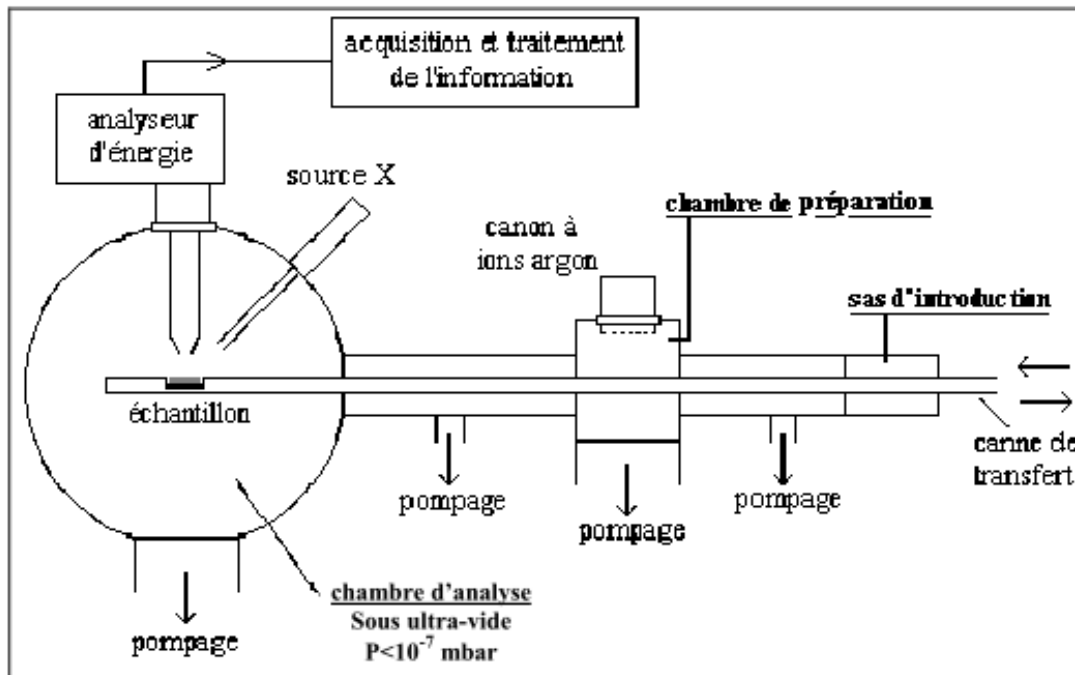 acquisition et traitement
de l'information
analyseur
d'énergie
source X
chambre de préparation
canon à
ions argon
sas d'introduction
échantillon
canne de
transfert
pompage
pompage
pompage
pompage
chambre d'analyse
Sous ultra-vide
P<10⁻⁷ mbar